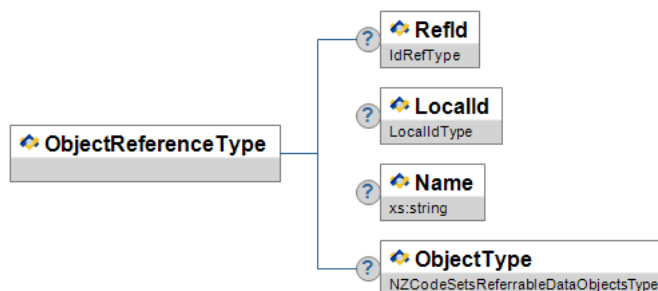 ?
RefId
IdRefType
?
LocalId
LocalIdType
ObjectReferenceType
?
Name
xs:string
?
ObjectType
NZCodeSetsReferrableDataObjectsType